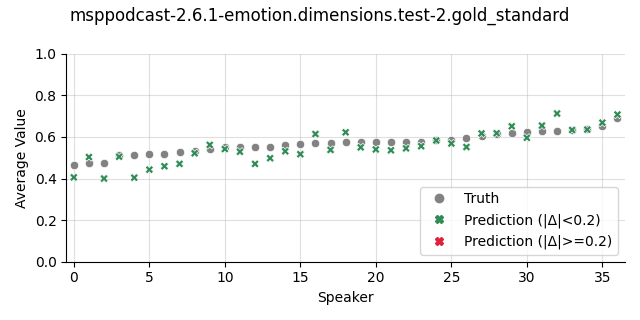 msppodcast-2.6.1-emotion.dimensions.test-2.gold_standard
1.0
0.8
0.6
0.4
0.2
0.0
Average Value
Truth
Prediction (|Δ|<0.2)
Prediction (|Δ|>=0.2)
0 5 10 15 20 25 30 35
Speaker